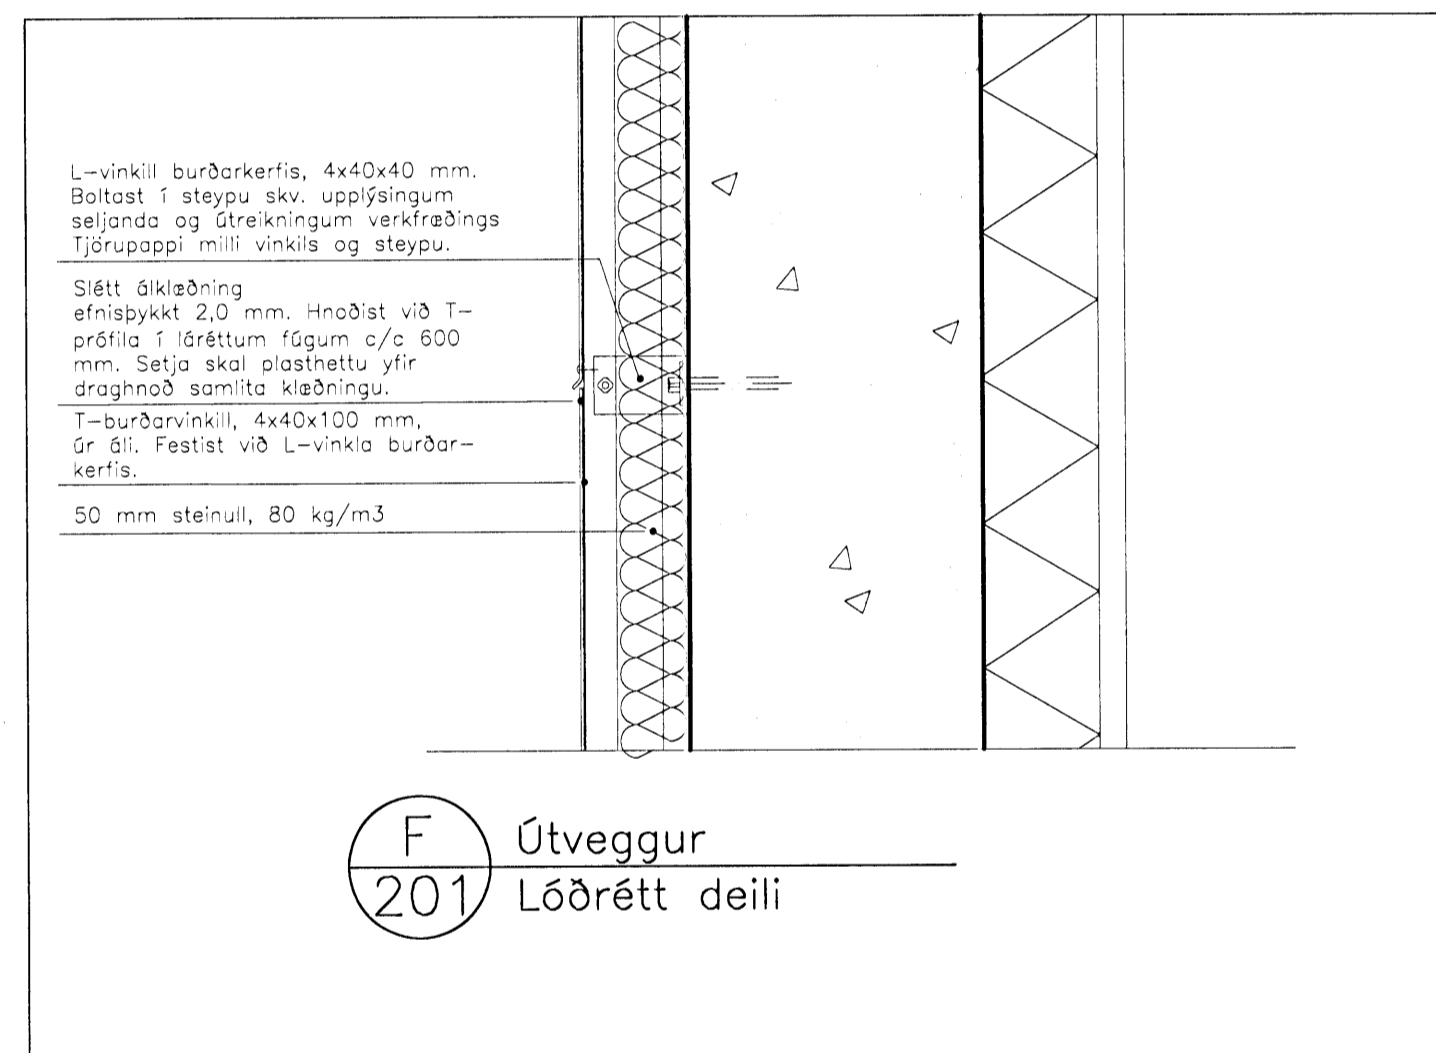 L-vinkill burðarkerfis, 4x40x40 mm.
Boltast í steypu skv. upplýsingum
seljanda og útreikningum verkfræðings
Tjörupappi milli vinkils og steypu.
Slétt álklæðning
efnisþykkt 2,0 mm. Hnoðist við T-
prófíla í láréttum fúgum c/c 600
mm. Setja skal plasthettu yfir
draghnoð samlita klæðningu.
T-burðarvinkill, 4x40x100 mm,
úr áli. Festist við L-vinkla burðar-
kerfis.
50 mm steinull, 80 kg/m3
F
201
Útveggur
Lóðrétt deili